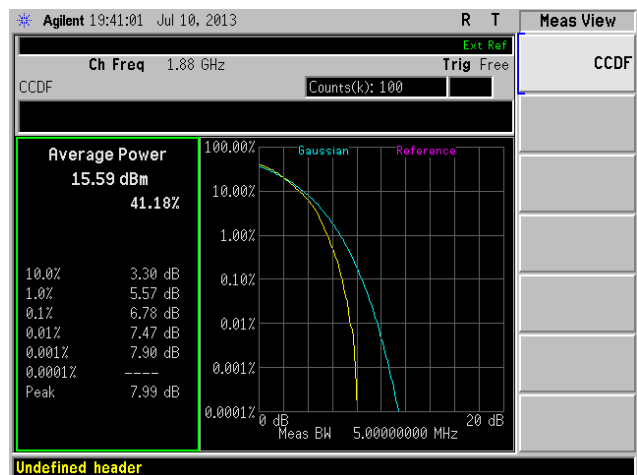 Agilent 19:41:01 Jul 10, 2013 R T
Meas View
Ext Ref
Ch Freq 1.88 GHz Trig Free
CCDF
CCDF Counts(k): 100
Average Power
15.59 dBm
41.18%
10.0% 3.30 dB
1.0% 5.57 dB
0.1% 6.78 dB
0.01% 7.47 dB
0.001% 7.90 dB
0.0001% ----
Peak 7.99 dB
Gaussian Reference
100.00%
10.00%
1.00%
0.10%
0.01%
0.001%
0.0001%
0 dB 20 dB
Meas BW 5.00000000 MHz
Undefined header